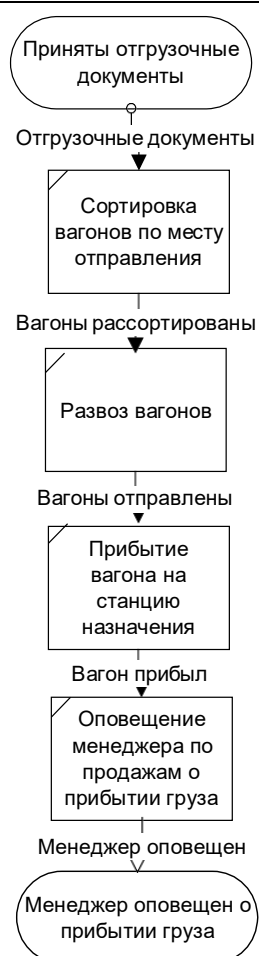 Приняты отгрузочные
документы
Отгрузочные документы
Сортировка
вагонов по месту
отправления
Вагоны рассортированы
Развоз вагонов
Вагоны отправлены
Прибытие
вагона на
станцию
назначения
Вагон прибыл
Оповещение
менеджера по
продажам о
прибытии груза
Менеджер оповещен
Менеджер оповещен о
прибытии груза